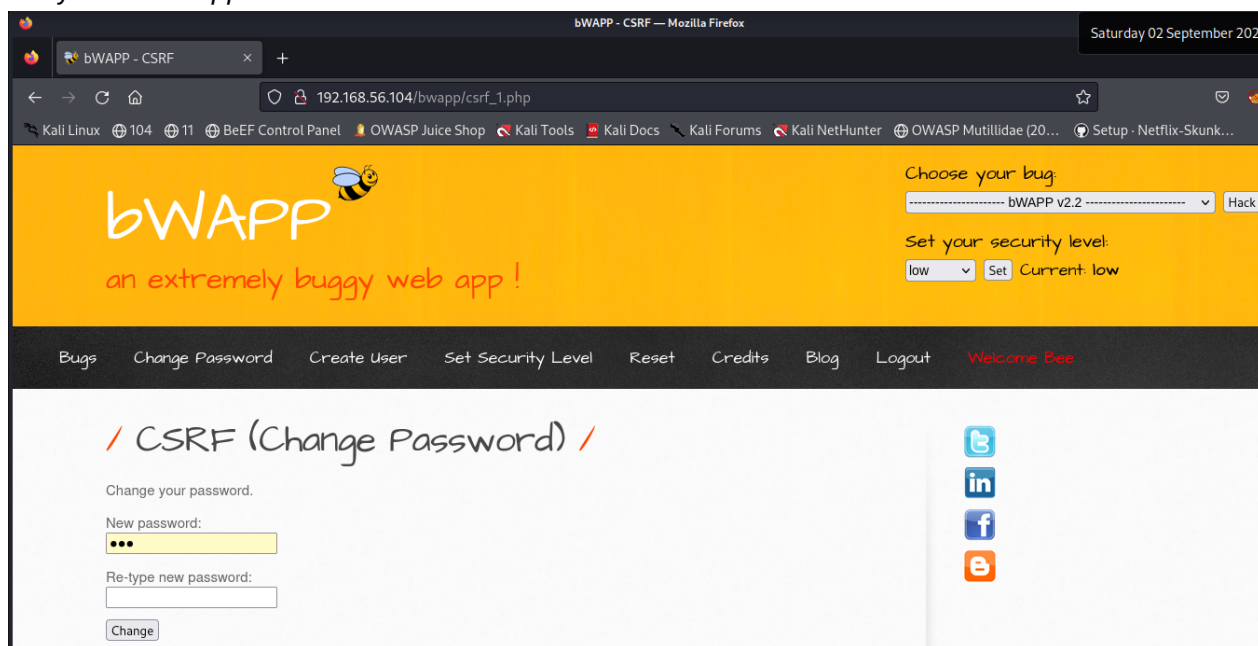 bWAPP - CSRF — Mozilla Firefox
Saturday 02 September 202
bWAPP - CSRF × +
192.168.56.104/bwapp/csrf_1.php
Kali Linux 104 11 BeEF Control Panel OWASP Juice Shop Kali Tools Kali Docs Kali Forums Kali NetHunter OWASP Mutillidae (20… Setup · Netflix-Skunk…
bWAPP
an extremely buggy web app !
Choose your bug:
---------------------- bWAPP v2.2 ----------------------- Hack
Set your security level:
low Set Current: low
Bugs Change Password Create User Set Security Level Reset Credits Blog Logout Welcome Bee
/ CSRF (Change Password) /
Change your password.
New password:
•••
Re-type new password:
Change